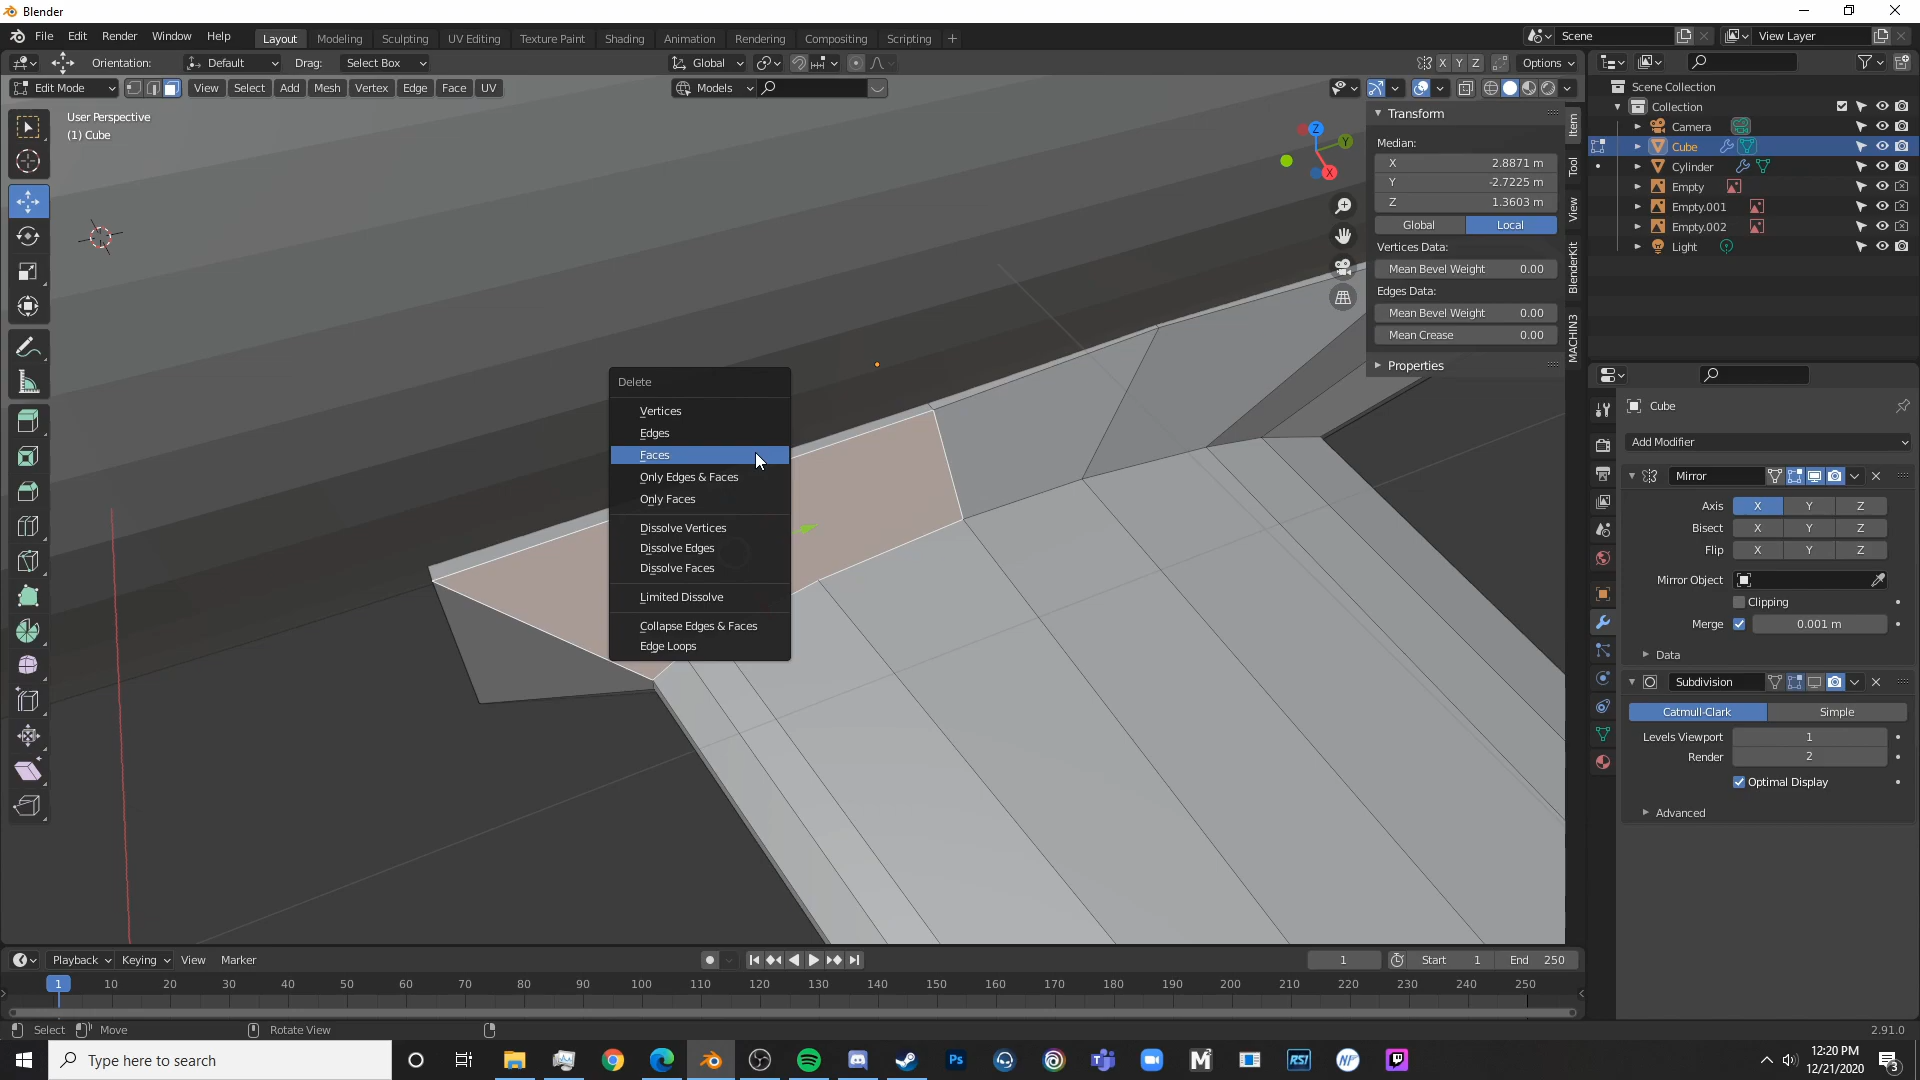 Blender
File Edit Render Window Help
Layout Modeling Sculpting UV Editing Texture Paint Shading Animation Rendering Compositing Scripting +
Scene
View Layer
Orientation: Default Drag: Select Box
Global
X Y Z Options
Edit Mode View Select Add Mesh Vertex Edge Face UV
Models
User Perspective
(1) Cube
Z
Y
X
Transform
Median:
X 2.8871 m
Y -2.7225 m
Z 1.3603 m
Global Local
Vertices Data:
Mean Bevel Weight 0.00
Edges Data:
Mean Bevel Weight 0.00
Mean Crease 0.00
Properties
Item
Tool
View
BlenderKit
MACHIN3
Delete
Vertices
Edges
Faces
Only Edges & Faces
Only Faces
Dissolve Vertices
Dissolve Edges
Dissolve Faces
Limited Dissolve
Collapse Edges & Faces
Edge Loops
Scene Collection
Collection
Camera
Cube
Cylinder
Empty
Empty.001
Empty.002
Light
Cube
Add Modifier
Mirror
Axis X Y Z
Bisect X Y Z
Flip X Y Z
Mirror Object
Clipping
Merge 0.001 m
Data
Subdivision
Catmull-Clark Simple
Levels Viewport 1
Render 2
Optimal Display
Advanced
Playback Keying View Marker
1 Start 1 End 250
1 10 20 30 40 50 60 70 80 90 100 110 120 130 140 150 160 170 180 190 200 210 220 230 240 250
Select Move Rotate View
2.91.0
Type here to search
Ps
M
RSI
NF
12:20 PM
12/21/2020
3